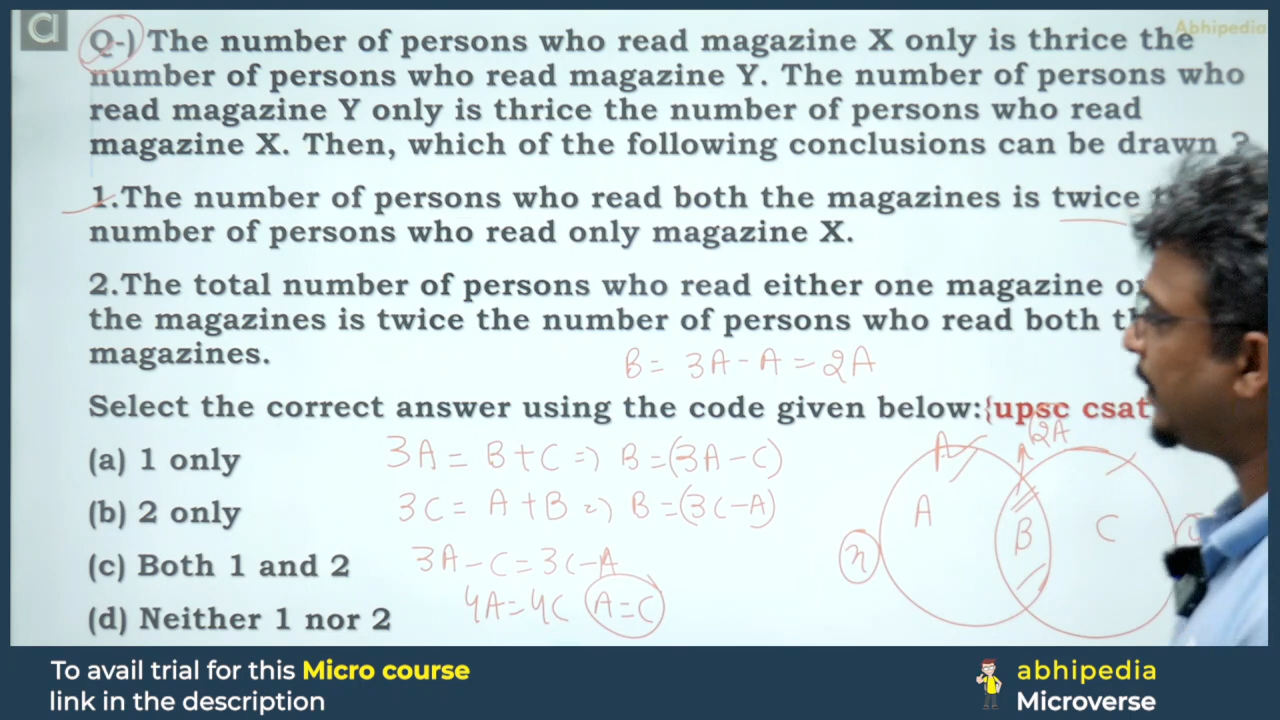 a
Abhipedia
Q-) The number of persons who read magazine X only is thrice the
number of persons who read magazine Y. The number of persons who
read magazine Y only is thrice the number of persons who read
magazine X. Then, which of the following conclusions can be drawn ?
1.The number of persons who read both the magazines is twice
number of persons who read only magazine X.
2.The total number of persons who read either one magazine
the magazines is twice the number of persons who read both
magazines.
B = 3A - A = 2A
Select the correct answer using the code given below:{upsc csat
(a) 1 only
3A = B+C => B = (3A - C)
(b) 2 only
3C = A + B => B = (3C - A)
(c) Both 1 and 2
3A - C = 3C - A
4A = 4C A = C
(d) Neither 1 nor 2
A
2A
A
B
C
x
To avail trial for this Micro course
link in the description
abhipedia
Microverse